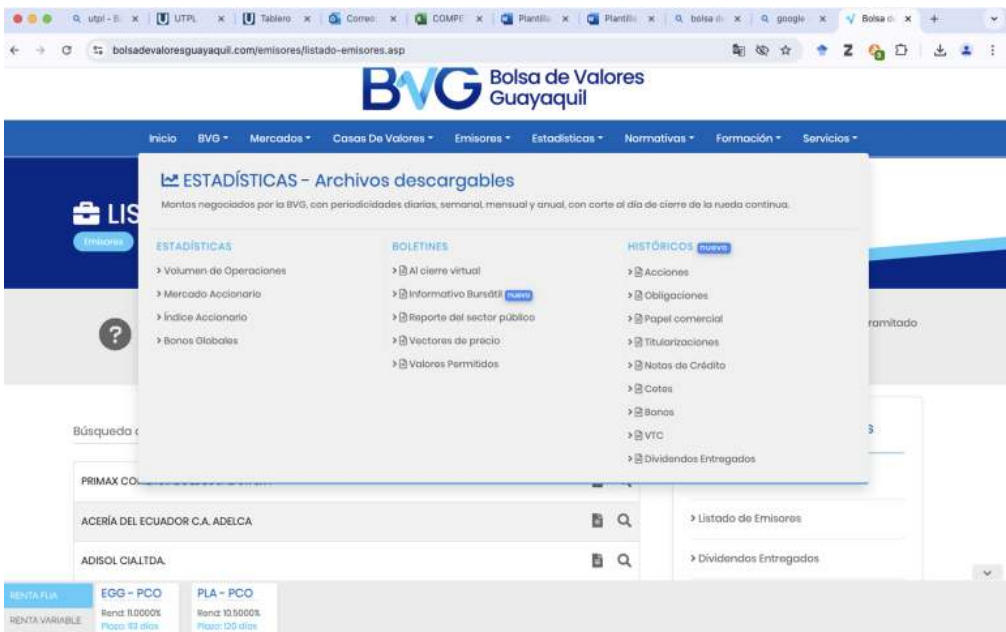 utpl - B
UTPL
Tablero
Correo:
COMPE
Plantilla
Plantilla
bolsa d
google
Bolsa d
bolsadevaloresguayaquil.com/emisores/listado-emisores.asp
BVG Bolsa de Valores
Guayaquil
Inicio BVG Mercados Casas De Valores Emisores Estadísticas Normativas Formación Servicios
ESTADÍSTICAS - Archivos descargables
Montos negociados por la BVG, con periodicidades diarias, semanal, mensual y anual, con corte al día de cierre de la rueda continua.
LIS
Emisores
ESTADÍSTICAS
> Volumen de Operaciones
> Mercado Accionario
> Índice Accionario
> Bonos Globales
BOLETINES
> Al cierre virtual
> Informativo Bursátil nuevo
> Reporte del sector público
> Vectores de precio
> Valores Permitidos
HISTÓRICOS nuevo
> Acciones
> Obligaciones
> Papel comercial
> Titularizaciones
> Notas de Crédito
> Cotes
> Bonos
> VTC
> Dividendos Entregados
?
ramitado
Búsqueda
S
PRIMAX CO
ACERÍA DEL ECUADOR C.A. ADELCA
ADISOL CIA.LTDA.
> Listado de Emisores
> Dividendos Entregados
RENTA FIJA
RENTA VARIABLE
EGG - PCO
Rend: 11.0000%
Plazo: 113 días
PLA - PCO
Rend: 10.5000%
Plazo: 120 días